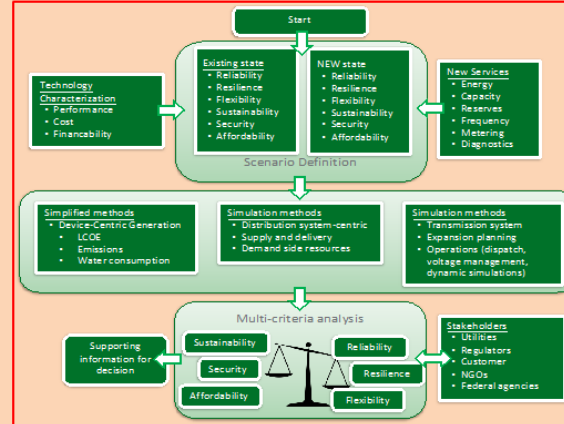 Start
Technology
Characterization
• Performance
• Cost
• Financability
Existing state
• Reliability
• Resilience
• Flexibility
• Sustainability
• Security
• Affordability
NEW state
• Reliability
• Resilience
• Flexibility
• Sustainability
• Security
• Affordability
New Services
• Energy
• Capacity
• Reserves
• Frequency
• Metering
• Diagnostics
Scenario Definition
Simplified methods
• Device-Centric Generation
• LCOE
• Emissions
• Water consumption
Simulation methods
• Distribution system-centric
• Supply and delivery
• Demand side resources
Simulation methods
• Transmission system
• Expansion planning
• Operations (dispatch,
voltage management,
dynamic simulations)
Multi-criteria analysis
Supporting
information for
decision
Sustainability
Security
Affordability
Reliability
Resilience
Flexibility
Stakeholders
• Utilities
• Regulators
• Customer
• NGOs
• Federal agencies